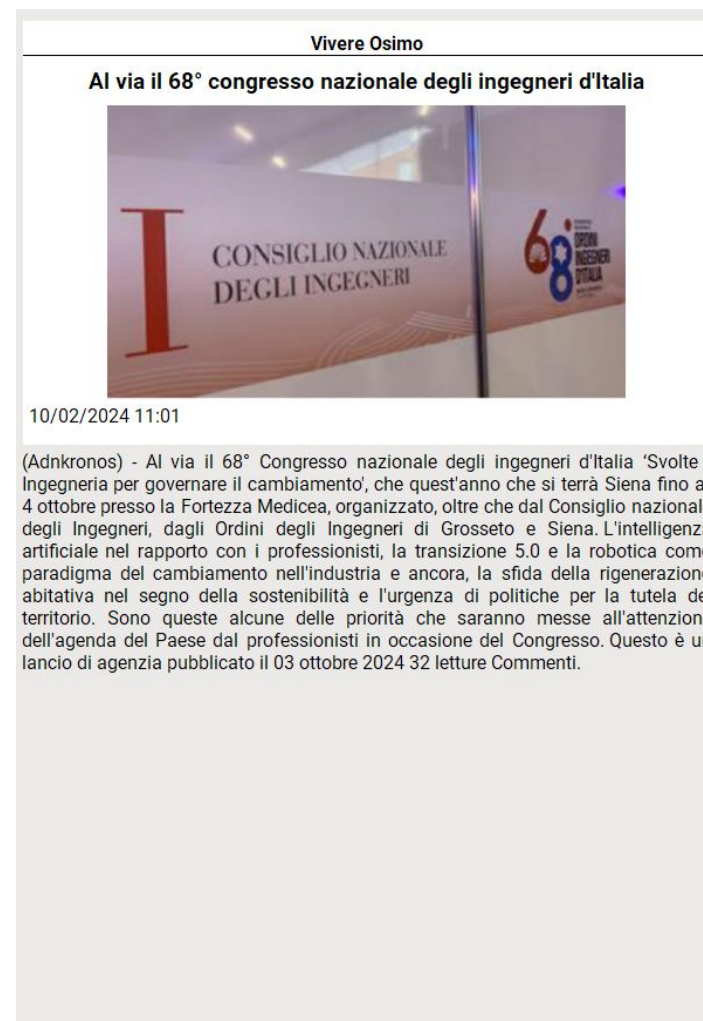 Vivere Osimo
Al via il 68° congresso nazionale degli ingegneri d'Italia
I
CONSIGLIO NAZIONALE
DEGLI INGEGNERI
68°
ORDINI
INGEGNERI
D'ITALIA
10/02/2024 11:01
(Adnkronos) - Al via il 68° Congresso nazionale degli ingegneri d'Italia ‘Svolte
Ingegneria per governare il cambiamento', che quest'anno che si terrà Siena fino a
4 ottobre presso la Fortezza Medicea, organizzato, oltre che dal Consiglio nazional
degli Ingegneri, dagli Ordini degli Ingegneri di Grosseto e Siena. L'intelligenz
artificiale nel rapporto con i professionisti, la transizione 5.0 e la robotica com
paradigma del cambiamento nell'industria e ancora, la sfida della rigenerazion
abitativa nel segno della sostenibilità e l'urgenza di politiche per la tutela de
territorio. Sono queste alcune delle priorità che saranno messe all'attenzion
dell'agenda del Paese dal professionisti in occasione del Congresso. Questo è u
lancio di agenzia pubblicato il 03 ottobre 2024 32 letture Commenti.